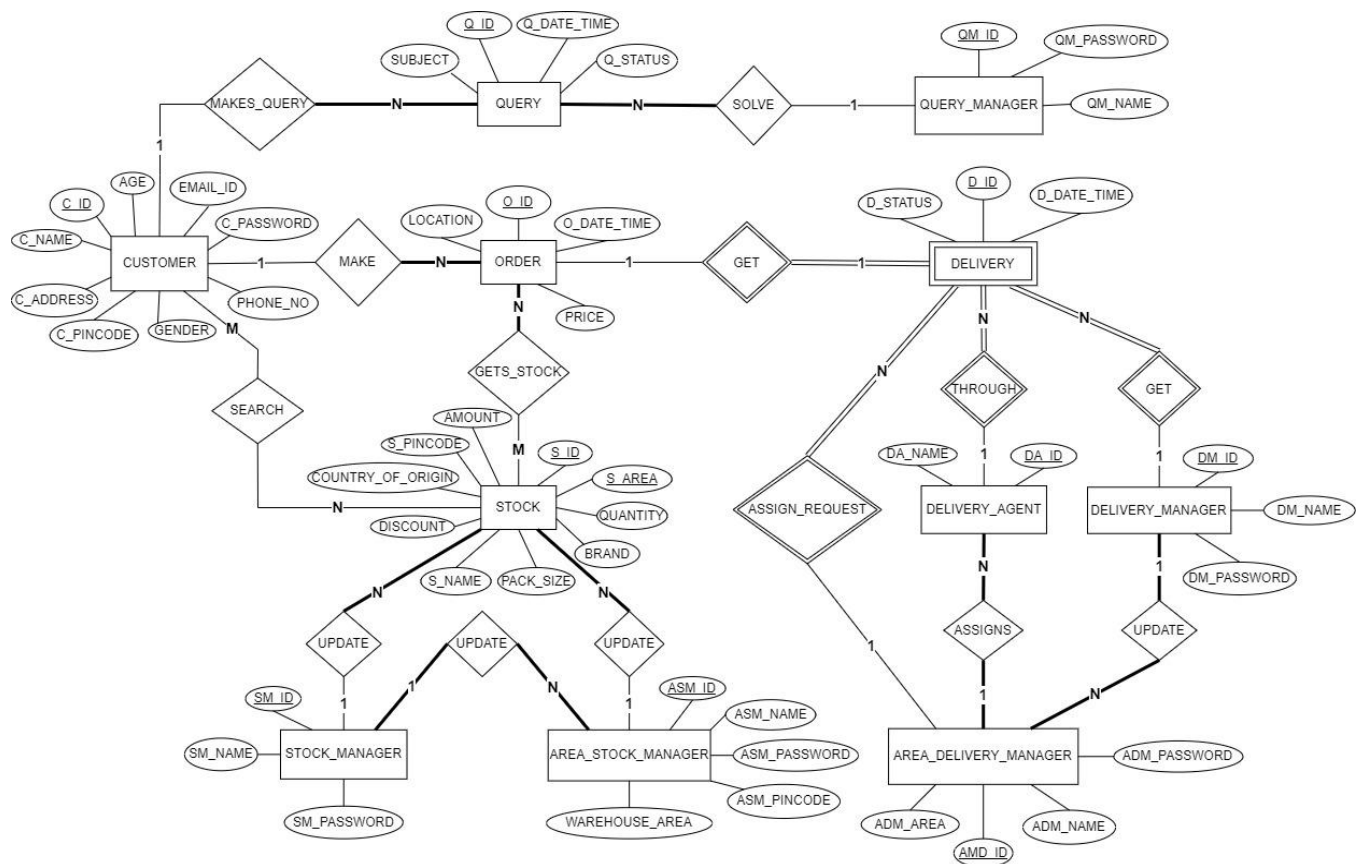 Q_ID
Q_DATE_TIME
SUBJECT
Q_STATUS
QM_ID
QM_PASSWORD
MAKES_QUERY
N
QUERY
N
SOLVE
1
QUERY_MANAGER
QM_NAME
1
AGE
EMAIL_ID
C_ID
C_PASSWORD
C_NAME
CUSTOMER
1
MAKE
N
ORDER
LOCATION
O_ID
O_DATE_TIME
1
GET
1
DELIVERY
D_STATUS
D_ID
D_DATE_TIME
C_ADDRESS
PHONE_NO
C_PINCODE
GENDER
M
N
PRICE
N
N
N
SEARCH
GETS_STOCK
THROUGH
GET
AMOUNT
S_PINCODE
M
S_ID
COUNTRY_OF_ORIGIN
S_AREA
N
STOCK
QUANTITY
DISCOUNT
BRAND
S_NAME
PACK_SIZE
ASSIGN_REQUEST
DA_NAME
1
DA_ID
1
DM_ID
DELIVERY_AGENT
DELIVERY_MANAGER
DM_NAME
DM_PASSWORD
N
N
N
1
UPDATE
UPDATE
UPDATE
1
ASSIGNS
UPDATE
SM_ID
1
1
N
1
ASM_ID
1
N
SM_NAME
STOCK_MANAGER
AREA_STOCK_MANAGER
ASM_NAME
ASM_PASSWORD
ASM_PINCODE
SM_PASSWORD
WAREHOUSE_AREA
AREA_DELIVERY_MANAGER
ADM_PASSWORD
ADM_AREA
AMD_ID
ADM_NAME